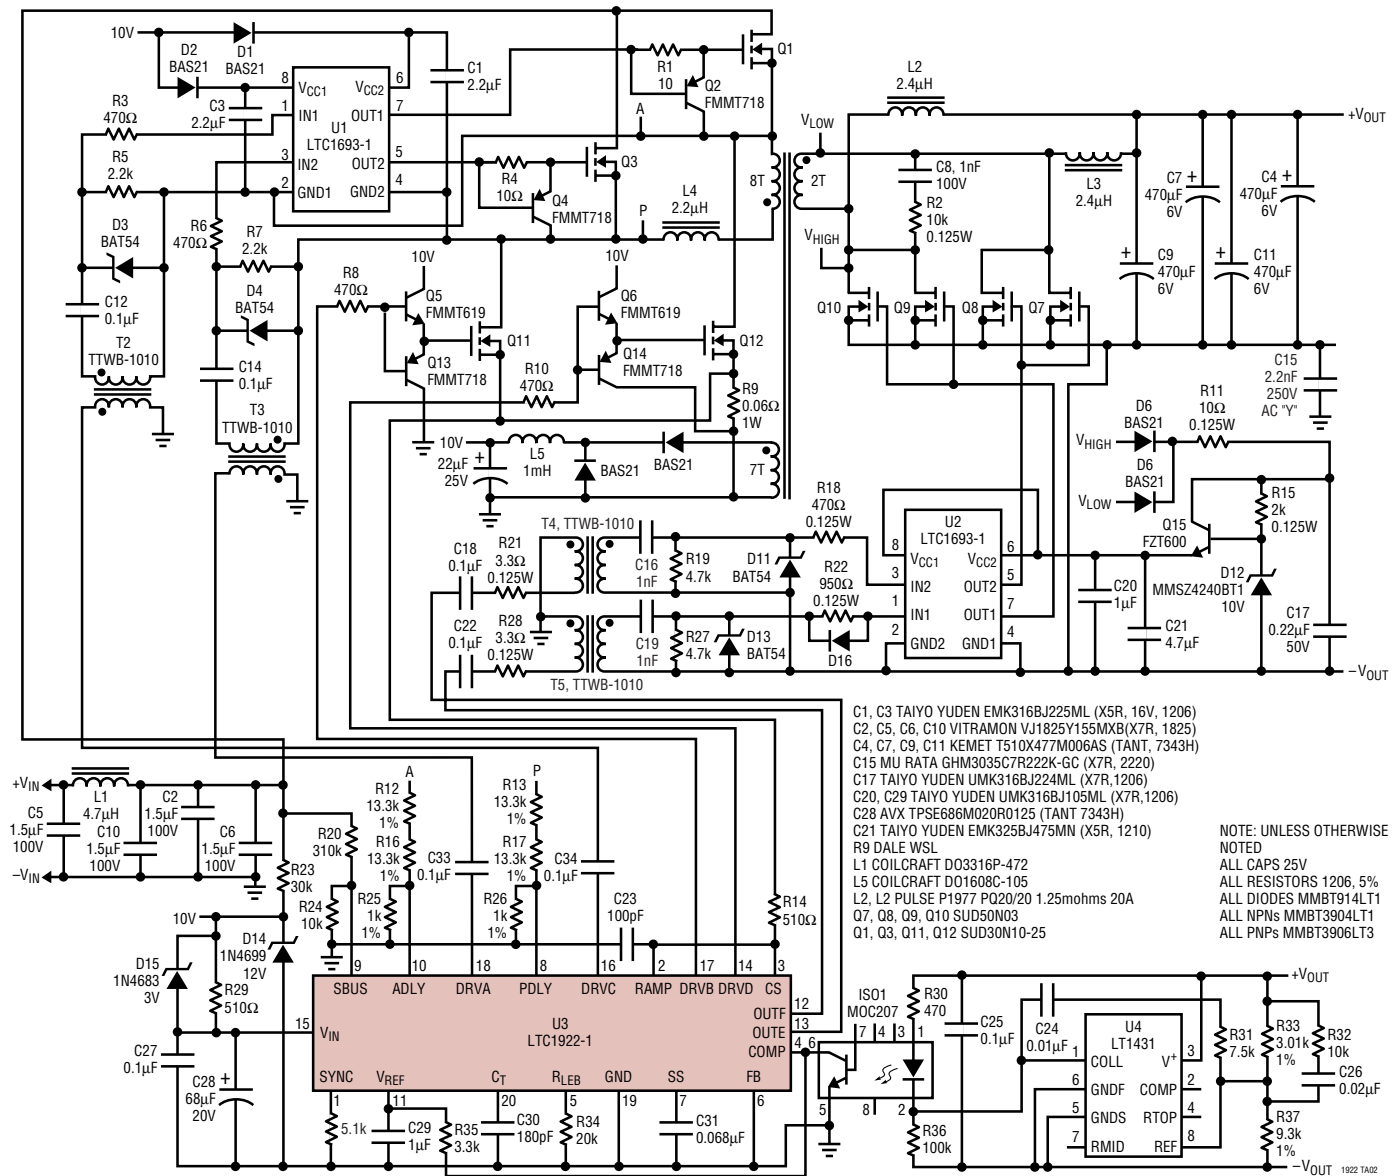 10V
D2
BAS21
D1
BAS21
C1
2.2µF
R1
10
Q2
FMMT718
Q1
L2
2.4µH
+VOUT
8
VCC1
VCC2
6
1
IN1
OUT1
7
U1
LTC1693-1
3
IN2
OUT2
5
2
GND1
GND2
4
R3
470Ω
C3
2.2µF
R5
2.2k
A
Q3
R4
10Ω
Q4
FMMT718
L4
2.2µH
P
8T
2T
VLOW
VHIGH
C8, 1nF
100V
R2
10k
0.125W
L3
2.4µH
C7
470µF
6V
+
C4
470µF
6V
+
C9
470µF
6V
+
C11
470µF
6V
+
Q10
Q9
Q8
Q7
D3
BAT54
R6
470Ω
R7
2.2k
D4
BAT54
C12
0.1µF
T2
TTWB-1010
C14
0.1µF
T3
TTWB-1010
R8
470Ω
10V
Q5
FMMT619
Q13
FMMT718
Q11
10V
Q6
FMMT619
Q14
FMMT718
Q12
R10
470Ω
R9
0.06Ω
1W
10V
22µF
25V
+
L5
1mH
BAS21
BAS21
7T
C15
2.2nF
250V
AC "Y"
VHIGH
D6
BAS21
R11
10Ω
0.125W
VLOW
D6
BAS21
R15
2k
0.125W
Q15
FZT600
D12
MMSZ4240BT1
10V
C17
0.22µF
50V
C20
1µF
C21
4.7µF
−VOUT
T4, TTWB-1010
C18
0.1µF
R21
3.3Ω
0.125W
C16
1nF
R19
4.7k
D11
BAT54
R18
470Ω
0.125W
R22
950Ω
0.125W
D16
U2
LTC1693-1
8
VCC1
VCC2
6
3
IN2
OUT2
5
1
IN1
OUT1
7
2
GND2
GND1
4
C22
0.1µF
R28
3.3Ω
0.125W
C19
1nF
R27
4.7k
D13
BAT54
T5, TTWB-1010
C1, C3 TAIYO YUDEN EMK316BJ225ML (X5R, 16V, 1206)
C2, C5, C6, C10 VITRAMON VJ1825Y155MXB(X7R, 1825)
C4, C7, C9, C11 KEMET T510X477M006AS (TANT, 7343H)
C15 MU RATA GHM3035C7R222K-GC (X7R, 2220)
C17 TAIYO YUDEN UMK316BJ224ML (X7R,1206)
C20, C29 TAIYO YUDEN UMK316BJ105ML (X7R,1206)
C28 AVX TPSE686M020R0125 (TANT 7343H)
C21 TAIYO YUDEN EMK325BJ475MN (X5R, 1210)
R9 DALE WSL
L1 COILCRAFT DO3316P-472
L5 COILCRAFT DO1608C-105
L2, L2 PULSE P1977 PQ20/20 1.25mohms 20A
Q7, Q8, Q9, Q10 SUD50N03
Q1, Q3, Q11, Q12 SUD30N10-25
NOTE: UNLESS OTHERWISE
NOTED
ALL CAPS 25V
ALL RESISTORS 1206, 5%
ALL DIODES MMBT914LT1
ALL NPNs MMBT3904LT1
ALL PNPs MMBT3906LT3
+VIN
L1
4.7µH
C5
1.5µF
100V
C10
1.5µF
100V
C2
1.5µF
100V
C6
1.5µF
100V
−VIN
R20
310k
R23
30k
R24
10k
A
R12
13.3k
1%
R16
13.3k
1%
R25
1k
1%
C33
0.1µF
P
R13
13.3k
1%
R17
13.3k
1%
R26
1k
1%
C34
0.1µF
C23
100pF
R14
510Ω
10V
D15
1N4683
3V
R29
510Ω
D14
1N4699
12V
C27
0.1µF
C28
68µF
20V
+
9
10
18
8
16
2
17
14
3
SBUS
ADLY
DRVA
PDLY
DRVC
RAMP
DRVB
DRVD
CS
OUTF
12
OUTE
13
COMP
4
15
VIN
U3
LTC1922-1
SYNC
VREF
CT
RLEB
GND
SS
FB
1
11
20
5
19
7
6
5.1k
C29
1µF
R35
3.3k
C30
180pF
R34
20k
C31
0.068µF
ISO1
MOC207
6
7
4
3
1
5
8
2
R30
470
R36
100k
C25
0.1µF
C24
0.01µF
U4
LT1431
1
COLL
V+
3
6
GNDF
COMP
2
5
GNDS
RTOP
4
7
RMID
REF
8
R31
7.5k
+VOUT
R33
3.01k
1%
R32
10k
C26
0.02µF
R37
9.3k
1%
−VOUT
1922 TA02